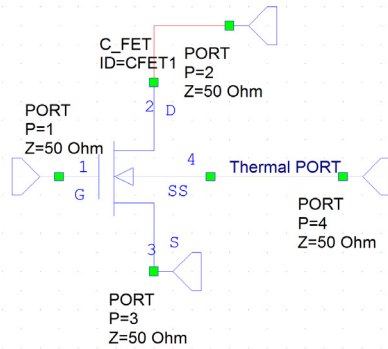 C_FET
ID=CFET1
PORT
P=2
Z=50 Ohm
2
D
PORT
P=1
Z=50 Ohm
1
G
4
SS
Thermal PORT
PORT
P=4
Z=50 Ohm
3
S
PORT
P=3
Z=50 Ohm